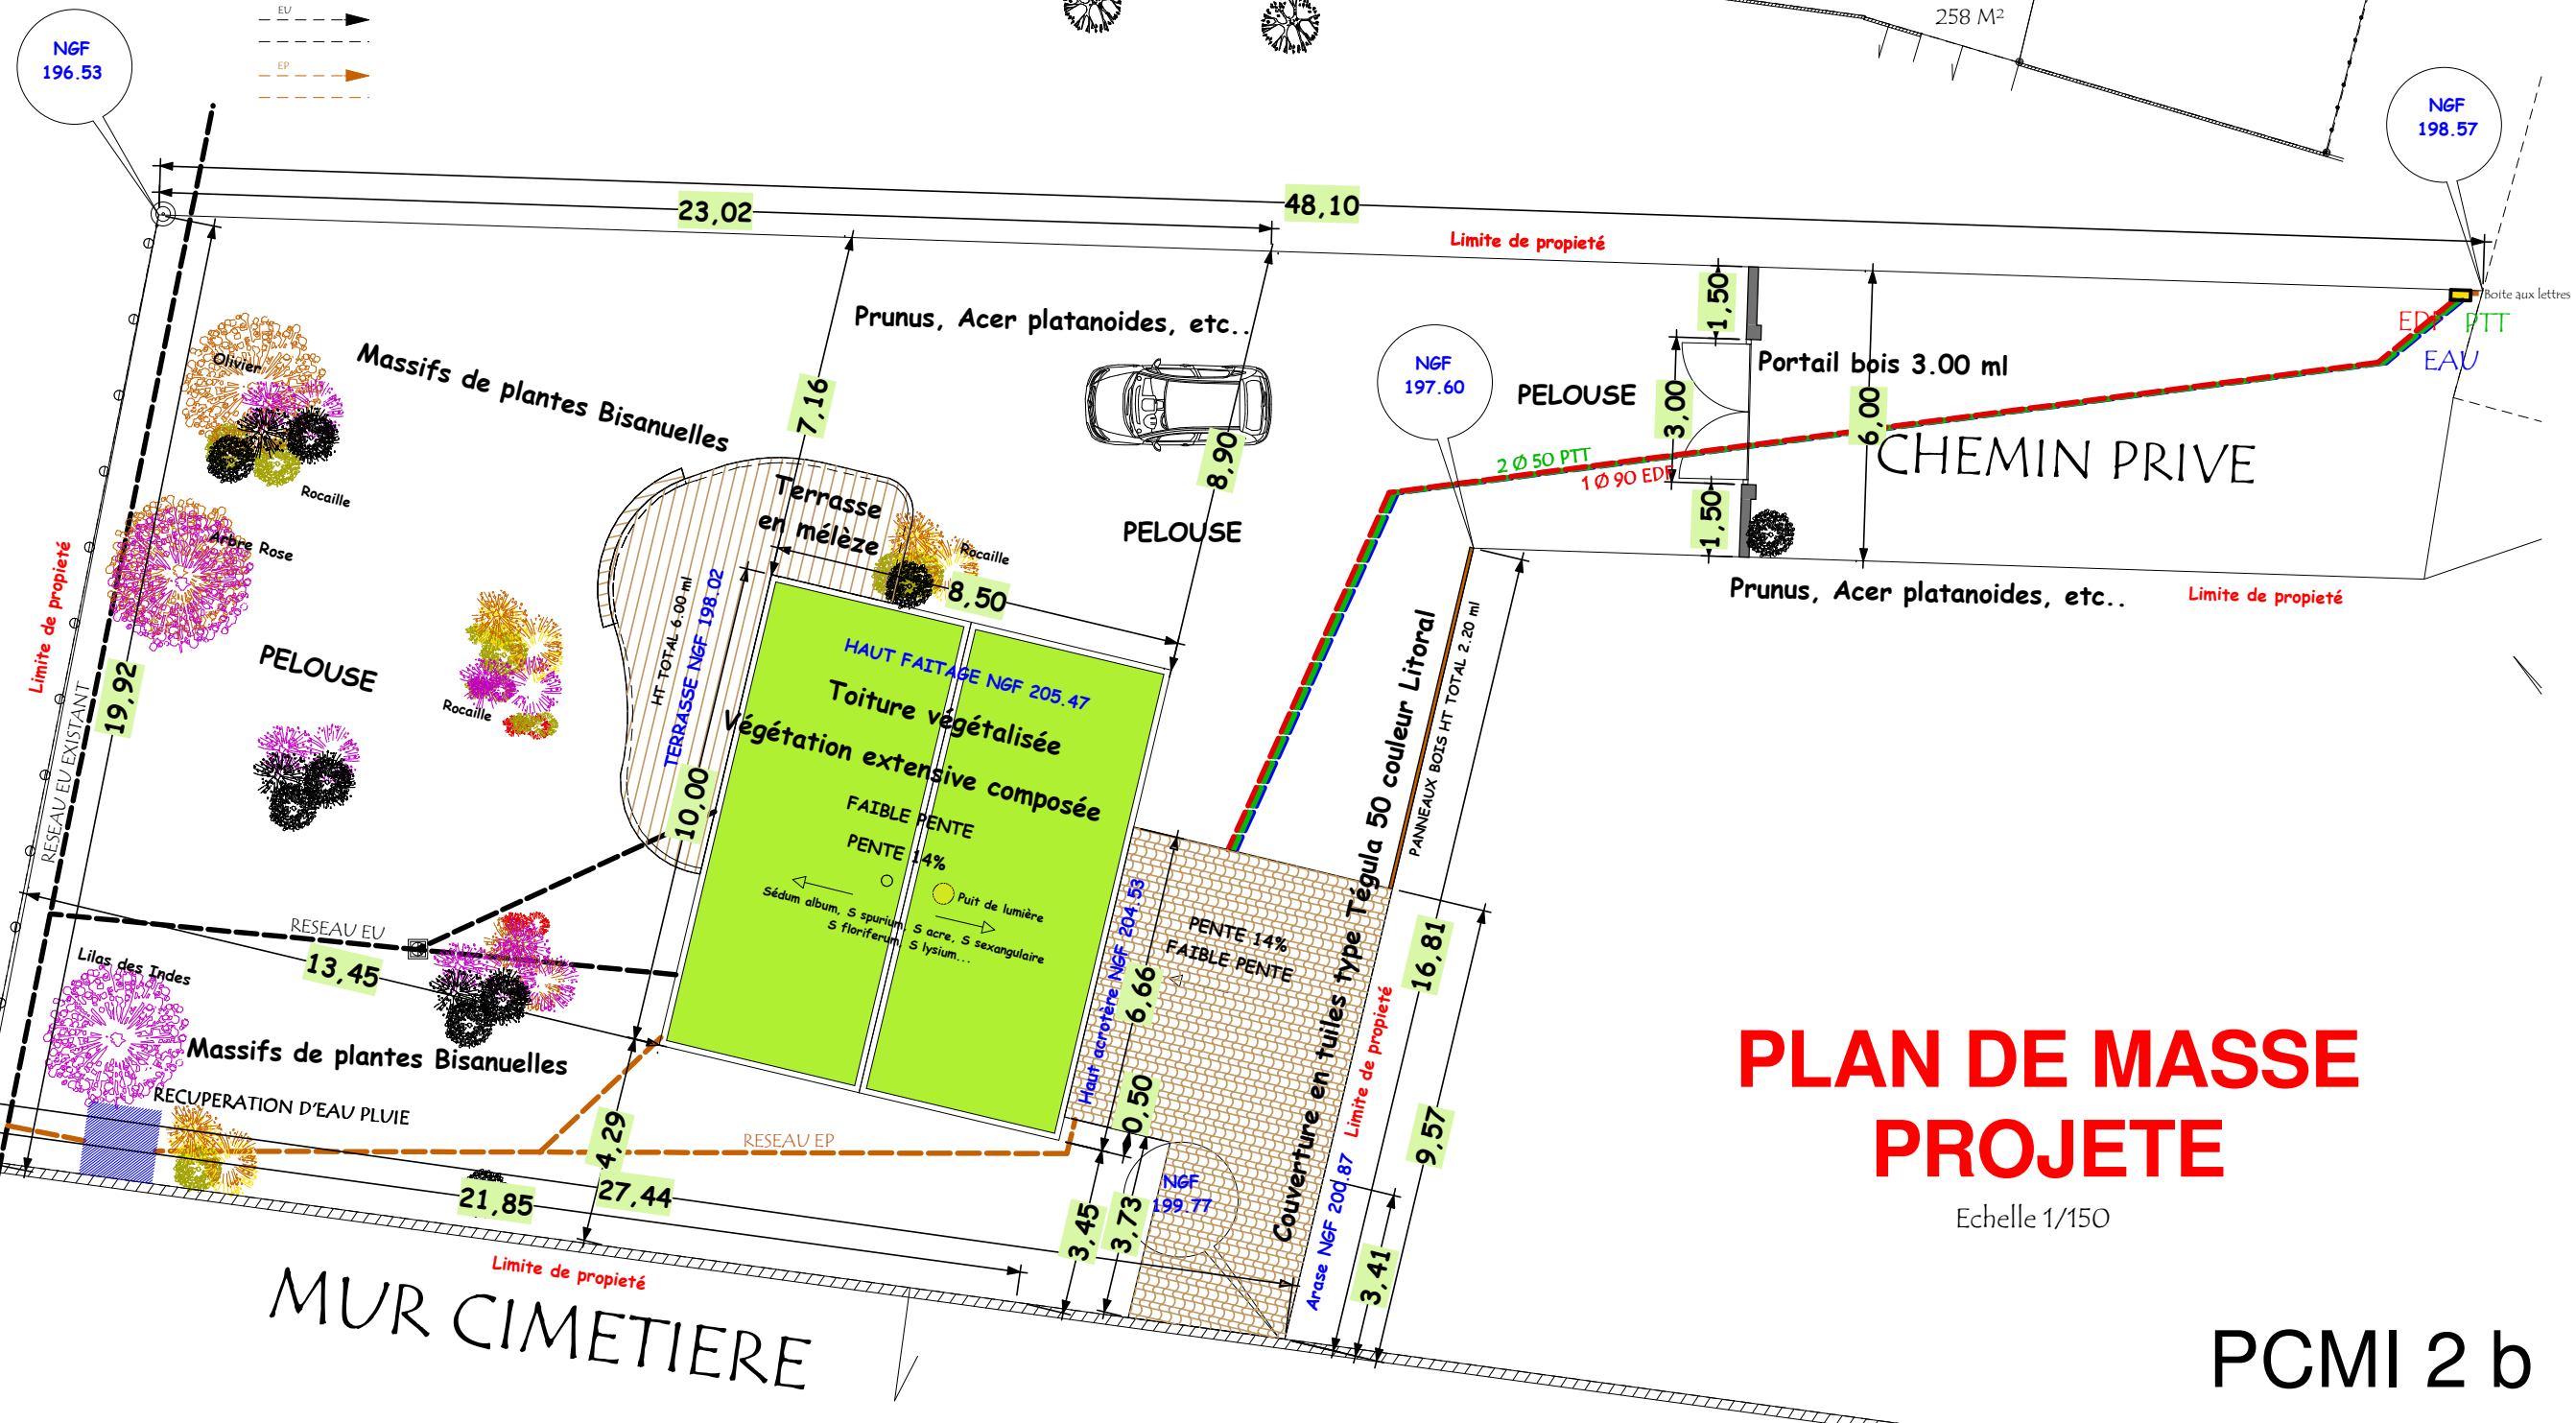 EU
EP
NGF
196.53
258 M²
NGF
198.57
23,02
48,10
Limite de propieté
Boite aux lettres
EDF
PTT
EAU
1,50
Portail bois 3.00 ml
3,00
6,00
1,50
CHEMIN PRIVE
PELOUSE
NGF
197.60
2 Ø 50 PTT
1 Ø 90 EDF
Prunus, Acer platanoides, etc..
Limite de propieté
Prunus, Acer platanoides, etc..
7,16
8,90
PELOUSE
Olivier
Massifs de plantes Bisanuelles
Rocaille
Arbre Rose
Limite de propieté
19,92
RESEAU EU EXISTANT
PELOUSE
Rocaille
Terrasse
en mélèze
Rocaille
8,50
HT TOTAL 6.00 ml
TERRASSE NGF 198.02
10,00
HAUT FAITAGE NGF 205.47
Toiture végétalisée
Végétation extensive composée
FAIBLE PENTE
PENTE 14%
Puit de lumière
Sédum album, S spurium, S acre, S sexangulaire
S floriferum, S lysium...
PANNEAUX BOIS HT TOTAL 2.20 ml
Couverture en tuiles type Tégula 50 couleur Litoral
PENTE 14%
FAIBLE PENTE
Haut acrotère NGF 204.53
6,66
0,50
16,81
9,57
3,41
Limite de propieté
Arase NGF 200.87
NGF
199.77
3,45
3,73
RESEAU EU
13,45
Lilas des Indes
Massifs de plantes Bisanuelles
RECUPERATION D'EAU PLUIE
RESEAU EP
4,29
27,44
21,85
Limite de propieté
MUR CIMETIERE
PLAN DE MASSE
PROJETE
Echelle 1/150
PCMI 2 b